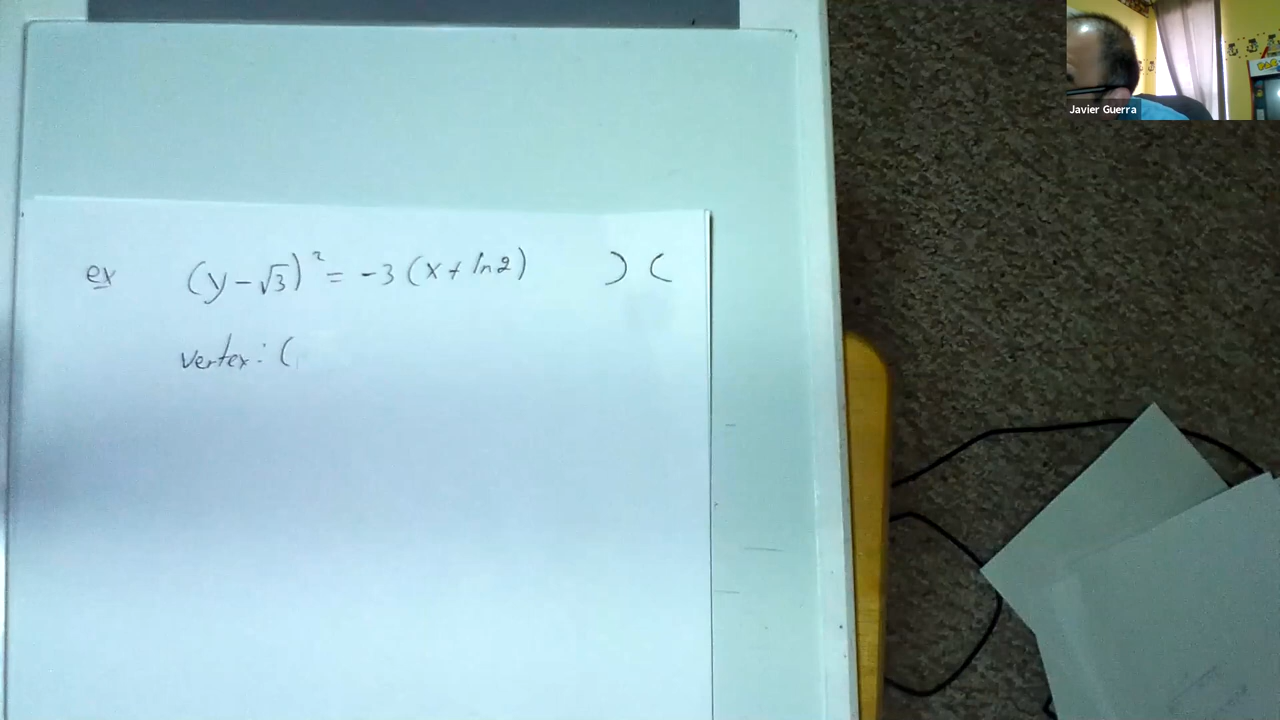 Javier Guerra
ex (y-√3)² = -3(x+ln2) ) (
vertex: (